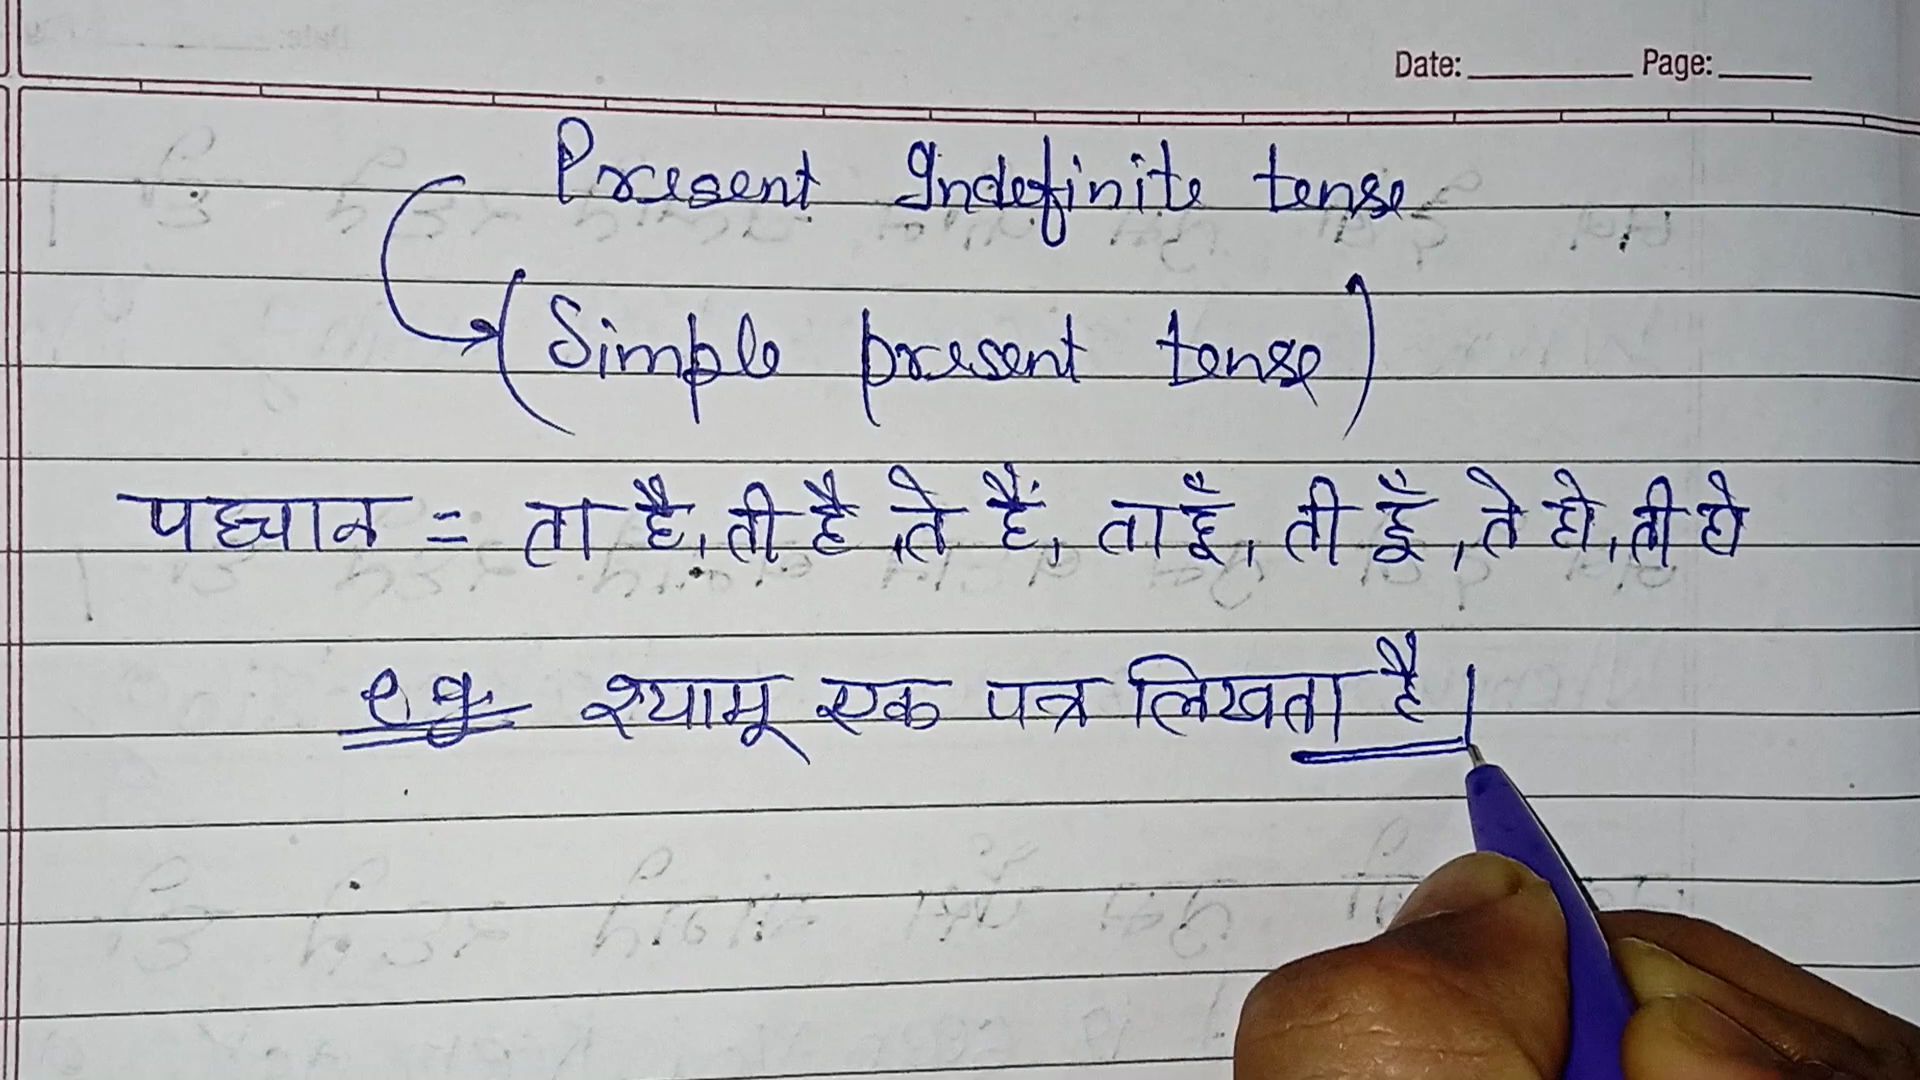 Date: Page:
Present Indefinite tense
(Simple present tense)
पहचान = ता है, ती है, ते हैं, ता हूँ, ती हूँ, ते हो, ती हो
e.g. श्यामू एक पत्र लिखता है।